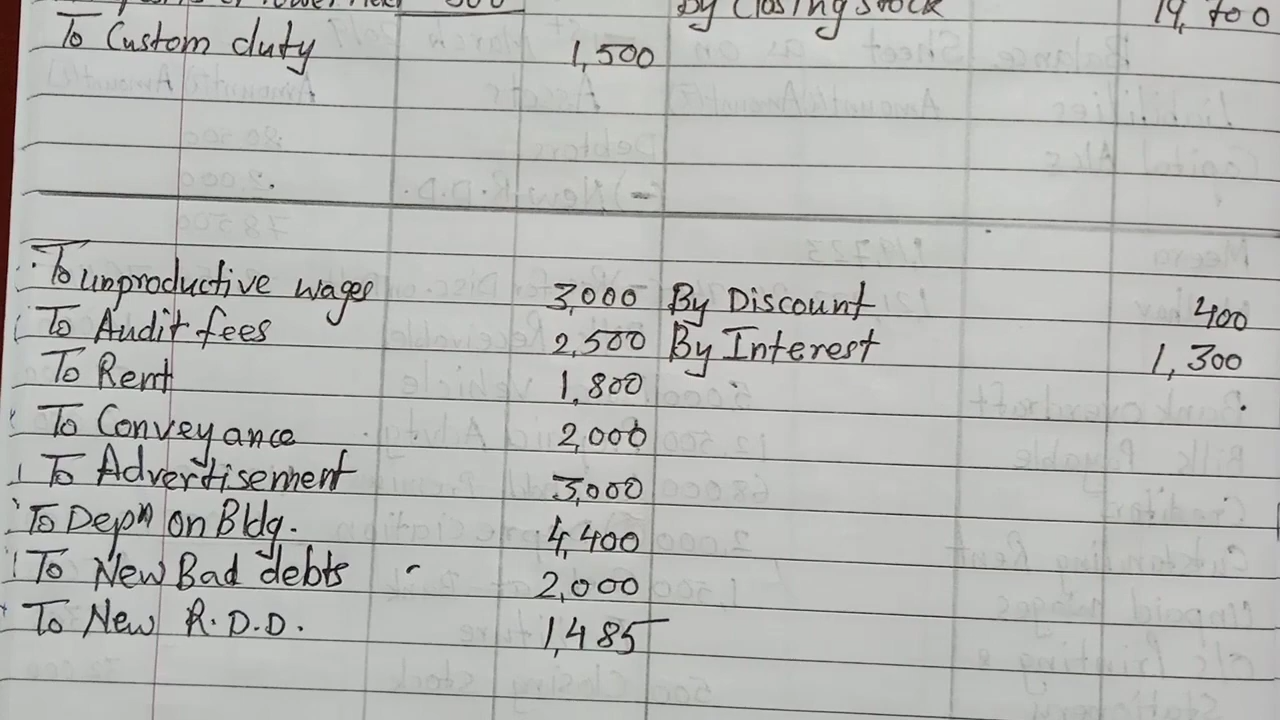 By Closing Stock 19,700
To Custom duty 1,500
To unproductive wages 3,000 By Discount 400
To Audit fees 2,500 By Interest 1,300
To Rent 1,800
To Conveyance 2,000
To Advertisement 3,000
To Depn on Bldg. 4,400
To New Bad debts 2,000
To New R.D.D. 1,485